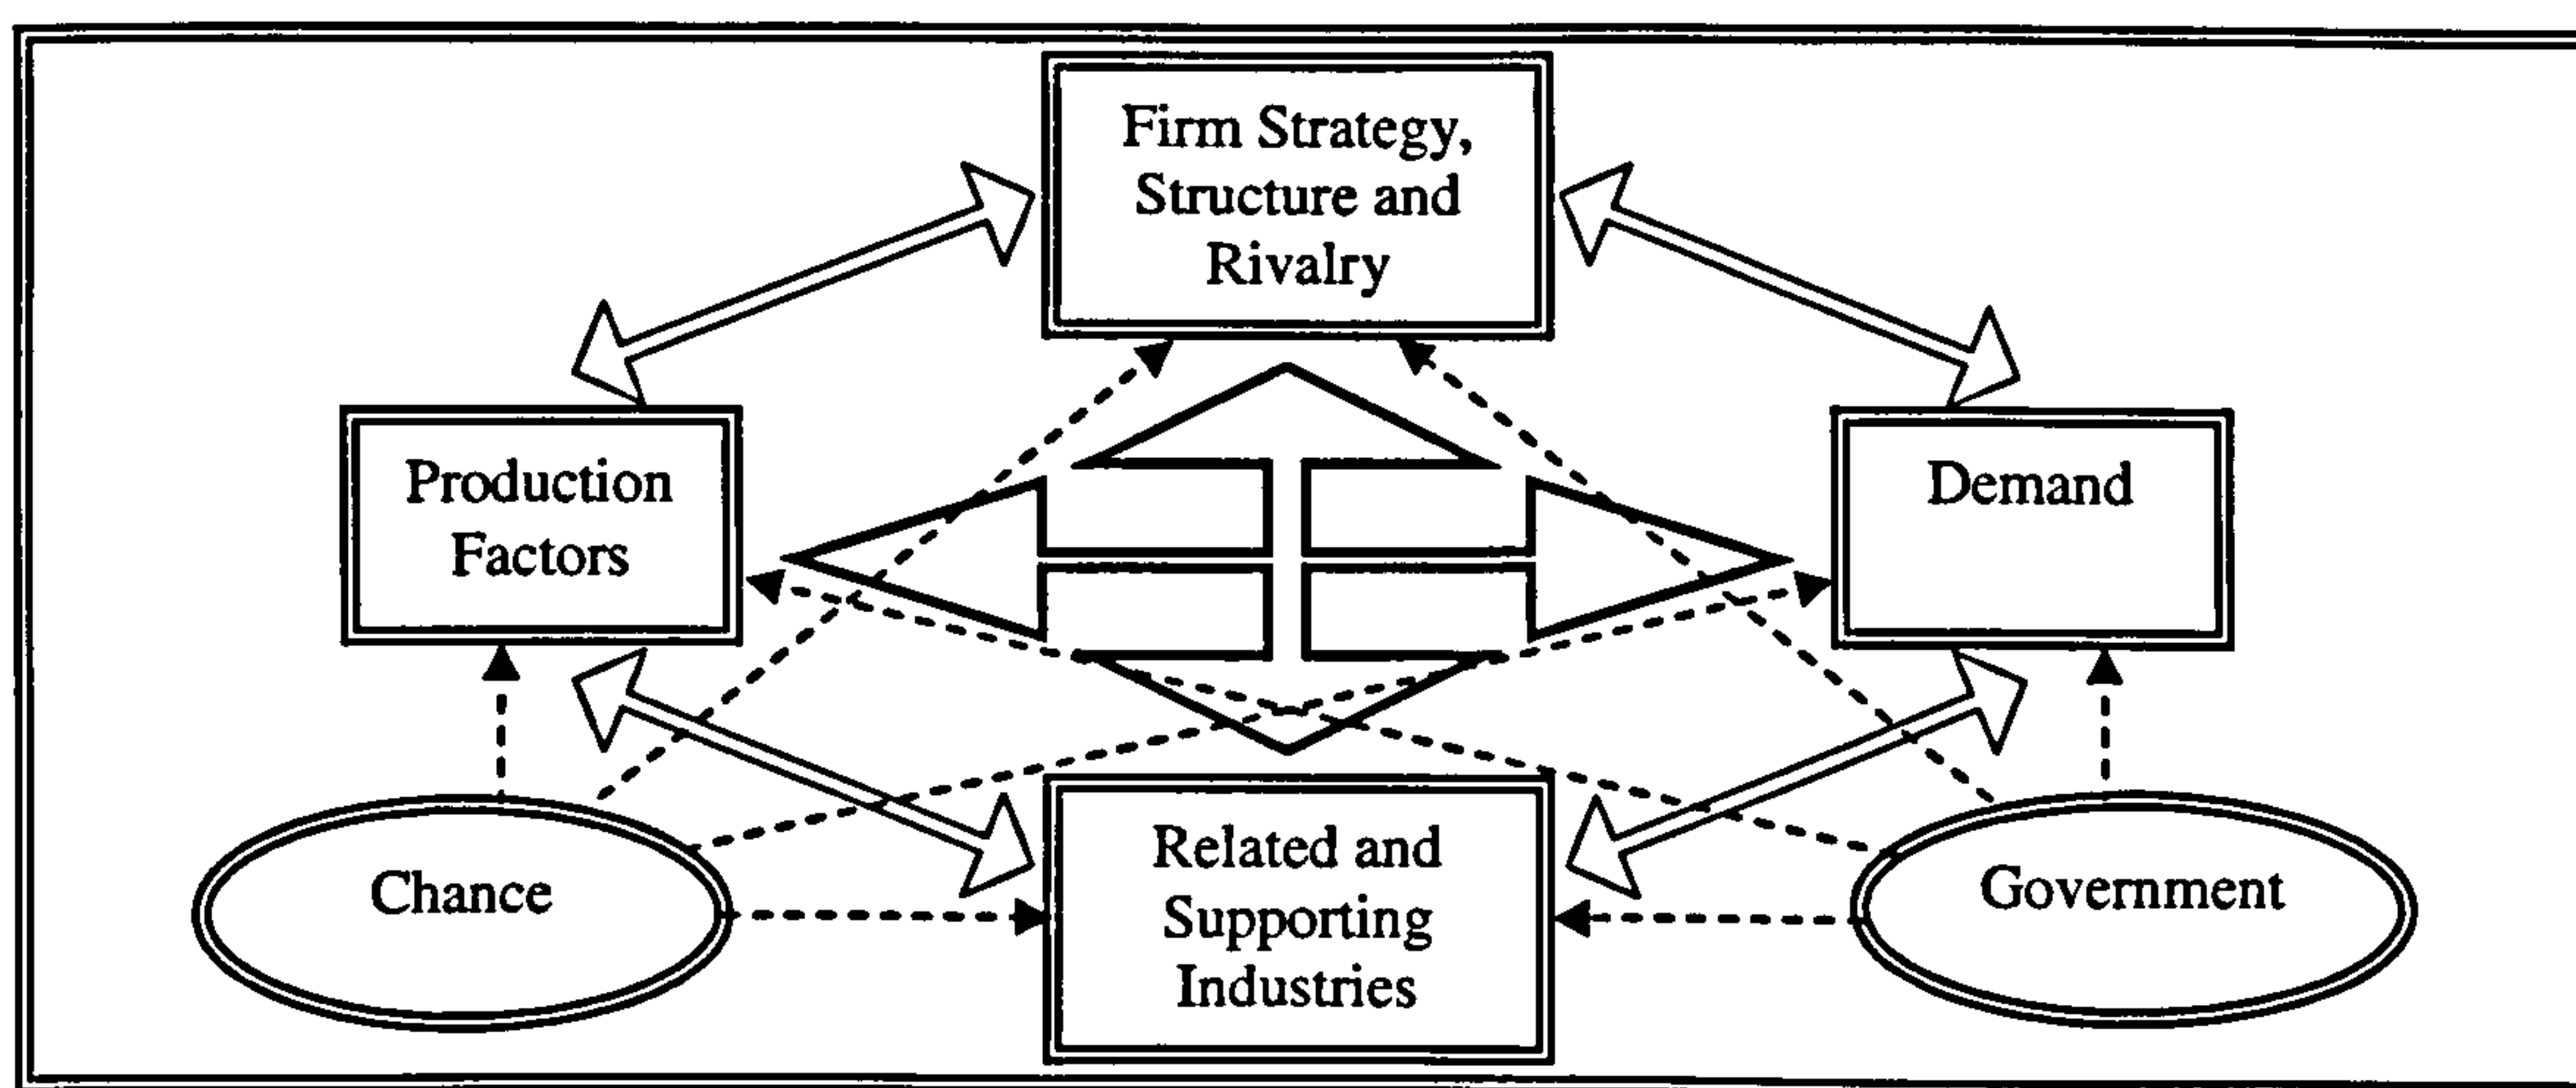 Firm Strategy,
Structure and
Rivalry
Production
Factors
Demand
Chance
Related and
Supporting
Industries
Government